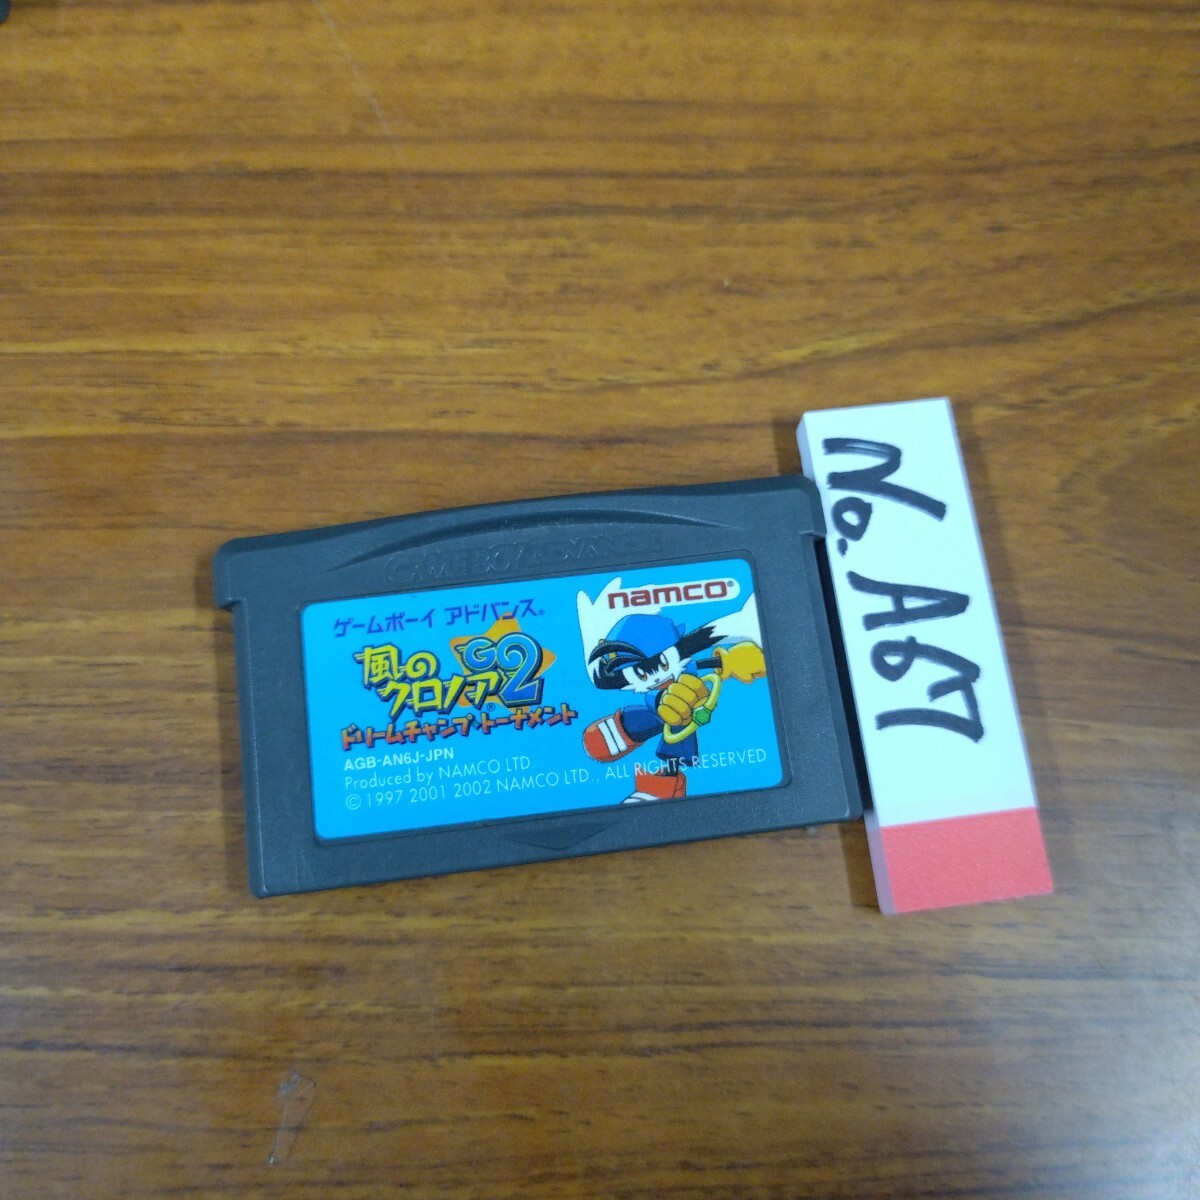 GAME BOY ADVANCE
ゲームボーイ アドバンス®
namco®
風の
クロノア®
G2
ドリームチャンプ・トーナメント
AGB-AN6J-JPN
Produced by NAMCO LTD
© 1997 2001 2002 NAMCO LTD., ALL RIGHTS RESERVED
No. A67